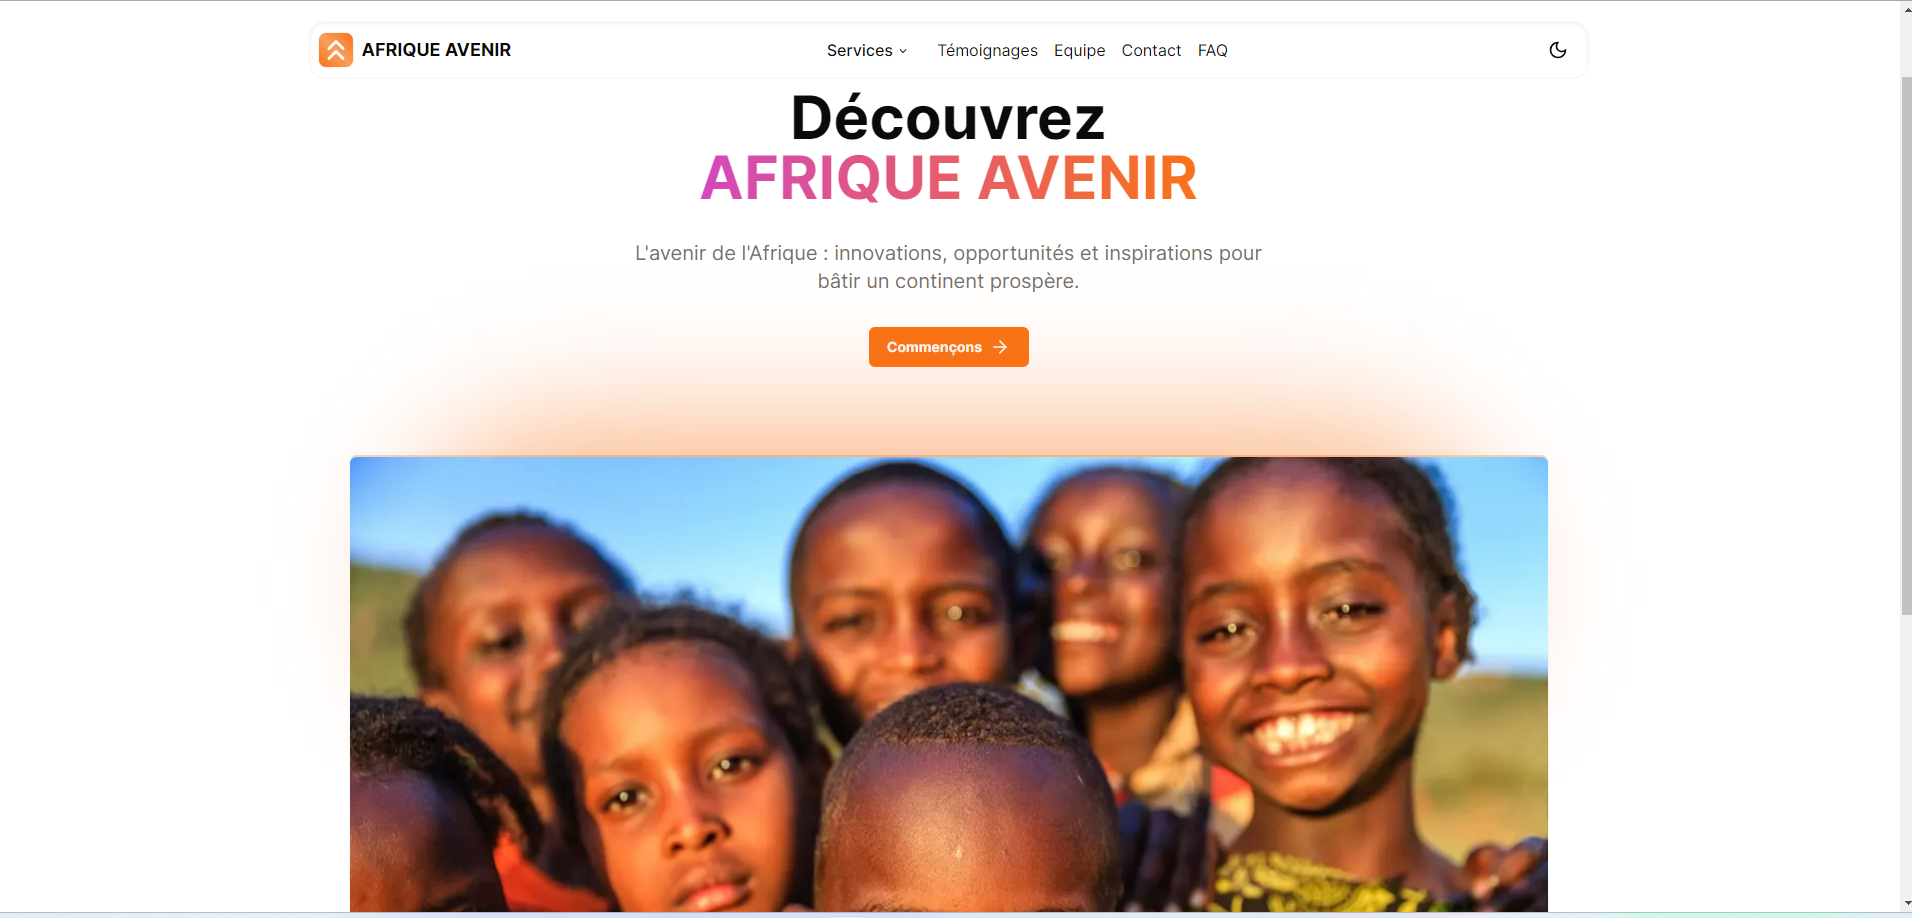 AFRIQUE AVENIR
Services
Témoignages
Equipe
Contact
FAQ
Découvrez
AFRIQUE AVENIR
L'avenir de l'Afrique : innovations, opportunités et inspirations pour
bâtir un continent prospère.
Commençons